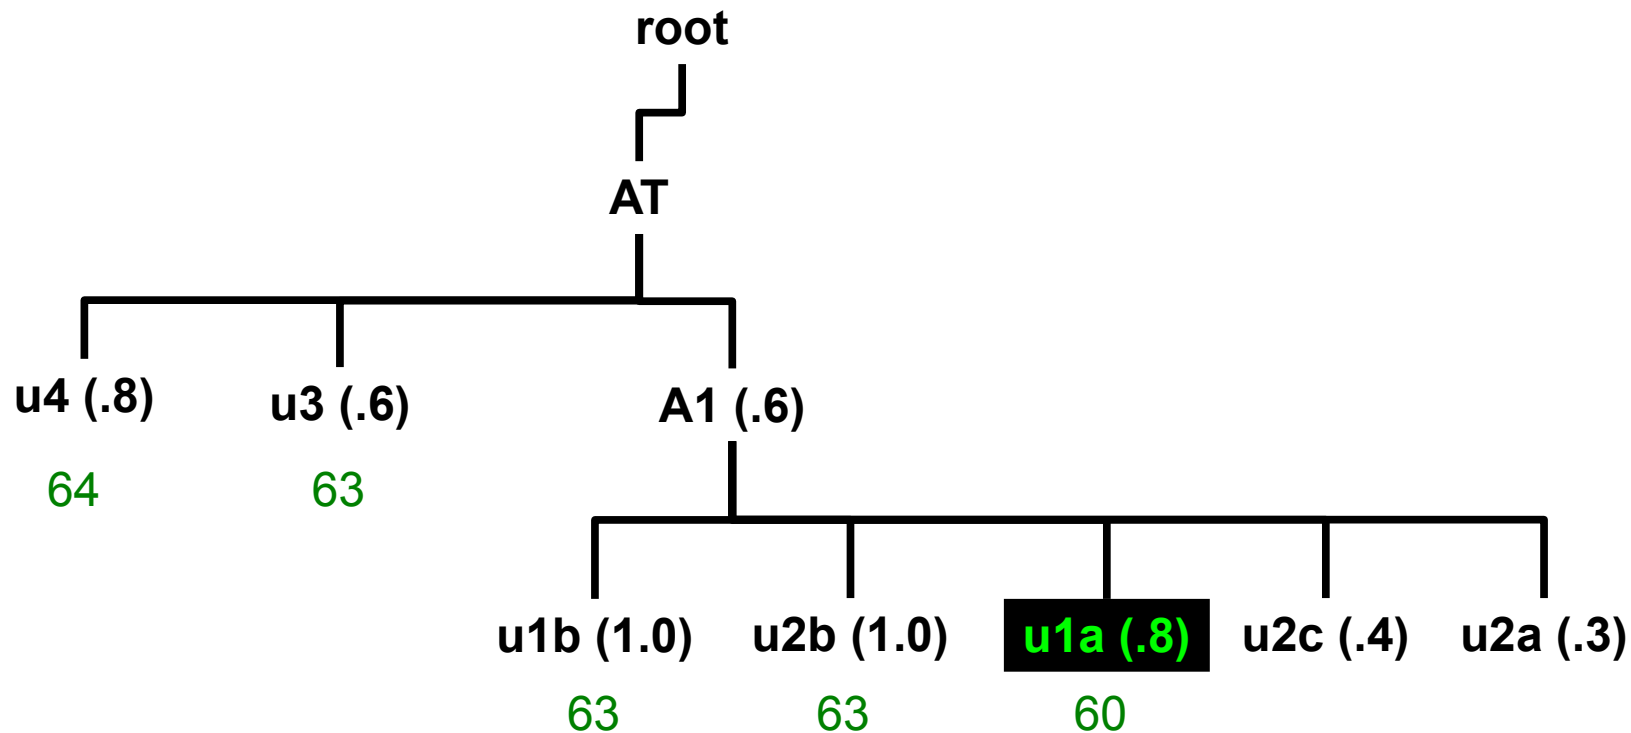 root
AT
u4 (.8)
u3 (.6)
A1 (.6)
64
63
u1b (1.0)
u2b (1.0)
u1a (.8)
u2c (.4)
u2a (.3)
63
63
60